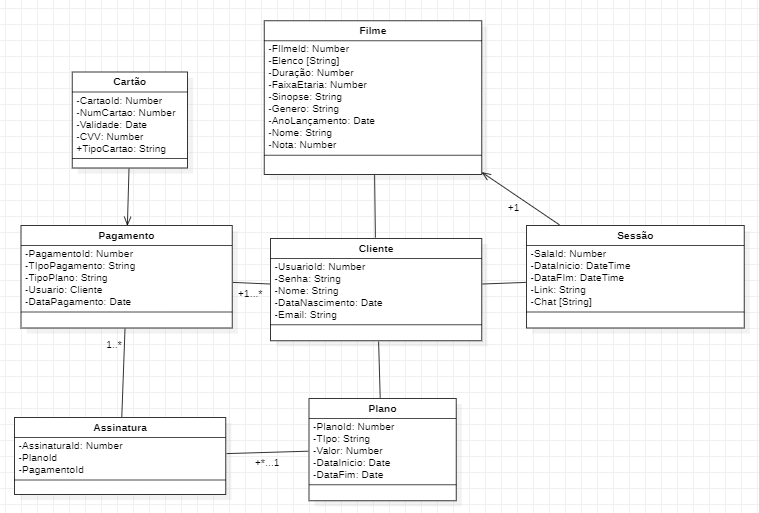 Filme
-FIlmeId: Number
-Elenco [String]
-Duração: Number
-FaixaEtaria: Number
-Sinopse: String
-Genero: String
-AnoLançamento: Date
-Nome: String
-Nota: Number
Cartão
-CartaoId: Number
-NumCartao: Number
-Validade: Date
-CVV: Number
+TipoCartao: String
+1
Pagamento
-PagamentoId: Number
-TIpoPagamento: String
-TipoPlano: String
-Usuario: Cliente
-DataPagamento: Date
+1...*
Cliente
-UsuarioId: Number
-Senha: String
-Nome: String
-DataNascimento: Date
-Email: String
Sessão
-SalaId: Number
-DataInicio: DateTime
-DataFIm: DateTime
-Link: String
-Chat [String]
1..*
Assinatura
-AssinaturaId: Number
-PlanoId
-PagamentoId
+*...1
Plano
-PlanoId: Number
-TIpo: String
-Valor: Number
-DataInicio: Date
-DataFim: Date